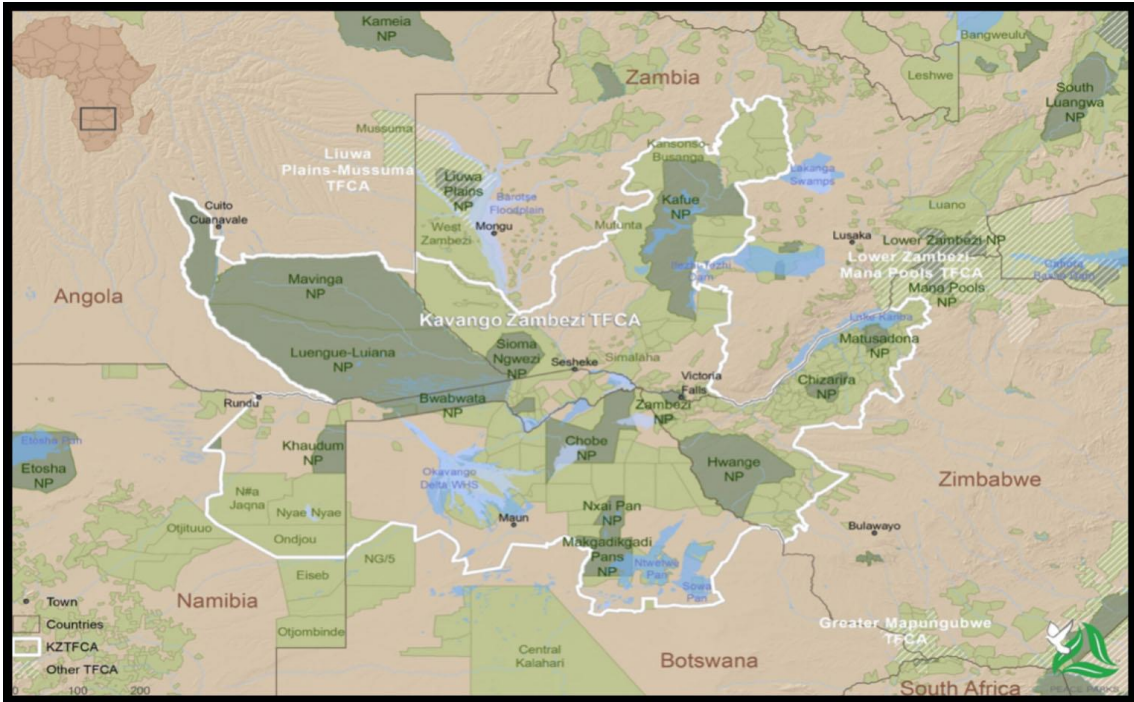 Kameia
NP
Zambia
Bangweulu
Leshwe
South
Luangwa
NP
Mussuma
Liuwa
Plains-Mussuma
TFCA
Liuwa
Plains
NP
Barotse
Floodplain
West
Zambezi
Mongu
Kansonso-
Busanga
Kafue
NP
Mufunta
Lukanga
Swamps
Luano
Lusaka
Lower Zambezi NP
Lower Zambezi-
Mana Pools TFCA
Mana Pools
NP
Cuito
Cuanavale
Angola
Mavinga
NP
Kavango Zambezi TFCA
Luengue-Luiana
NP
Sioma
Ngwezi
NP
Sesheke
Simalaha
Victoria
Falls
Zambezi
NP
Lake Kariba
Matusadona
NP
Chizarira
NP
Rundu
Bwabwata
NP
Etosha Pan
Etosha
NP
Khaudum
NP
Chobe
NP
Hwange
NP
Zimbabwe
Okavango
Delta WHS
N#a
Jaqna
Nyae Nyae
Otjituuo
Ondjou
Maun
Nxai Pan
NP
Makgadikgadi
Pans
NP
Ntwetwe
Pan
Sowa
Pan
Bulawayo
NG/5
Eiseb
Namibia
Otjombinde
Central
Kalahari
Botswana
Greater Mapungubwe
TFCA
South Africa
PEACE PARKS
Town
Countries
KZTFCA
Other TFCA
0 100 200